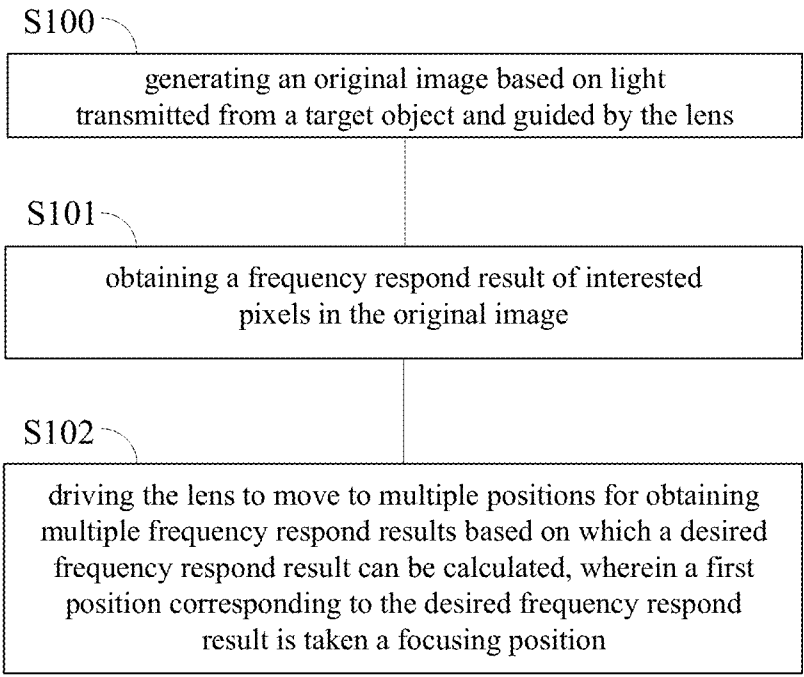 S100
generating an original image based on light
transmitted from a target object and guided by the lens
S101
obtaining a frequency respond result of interested
pixels in the original image
S102
driving the lens to move to multiple positions for obtaining
multiple frequency respond results based on which a desired
frequency respond result can be calculated, wherein a first
position corresponding to the desired frequency respond
result is taken a focusing position